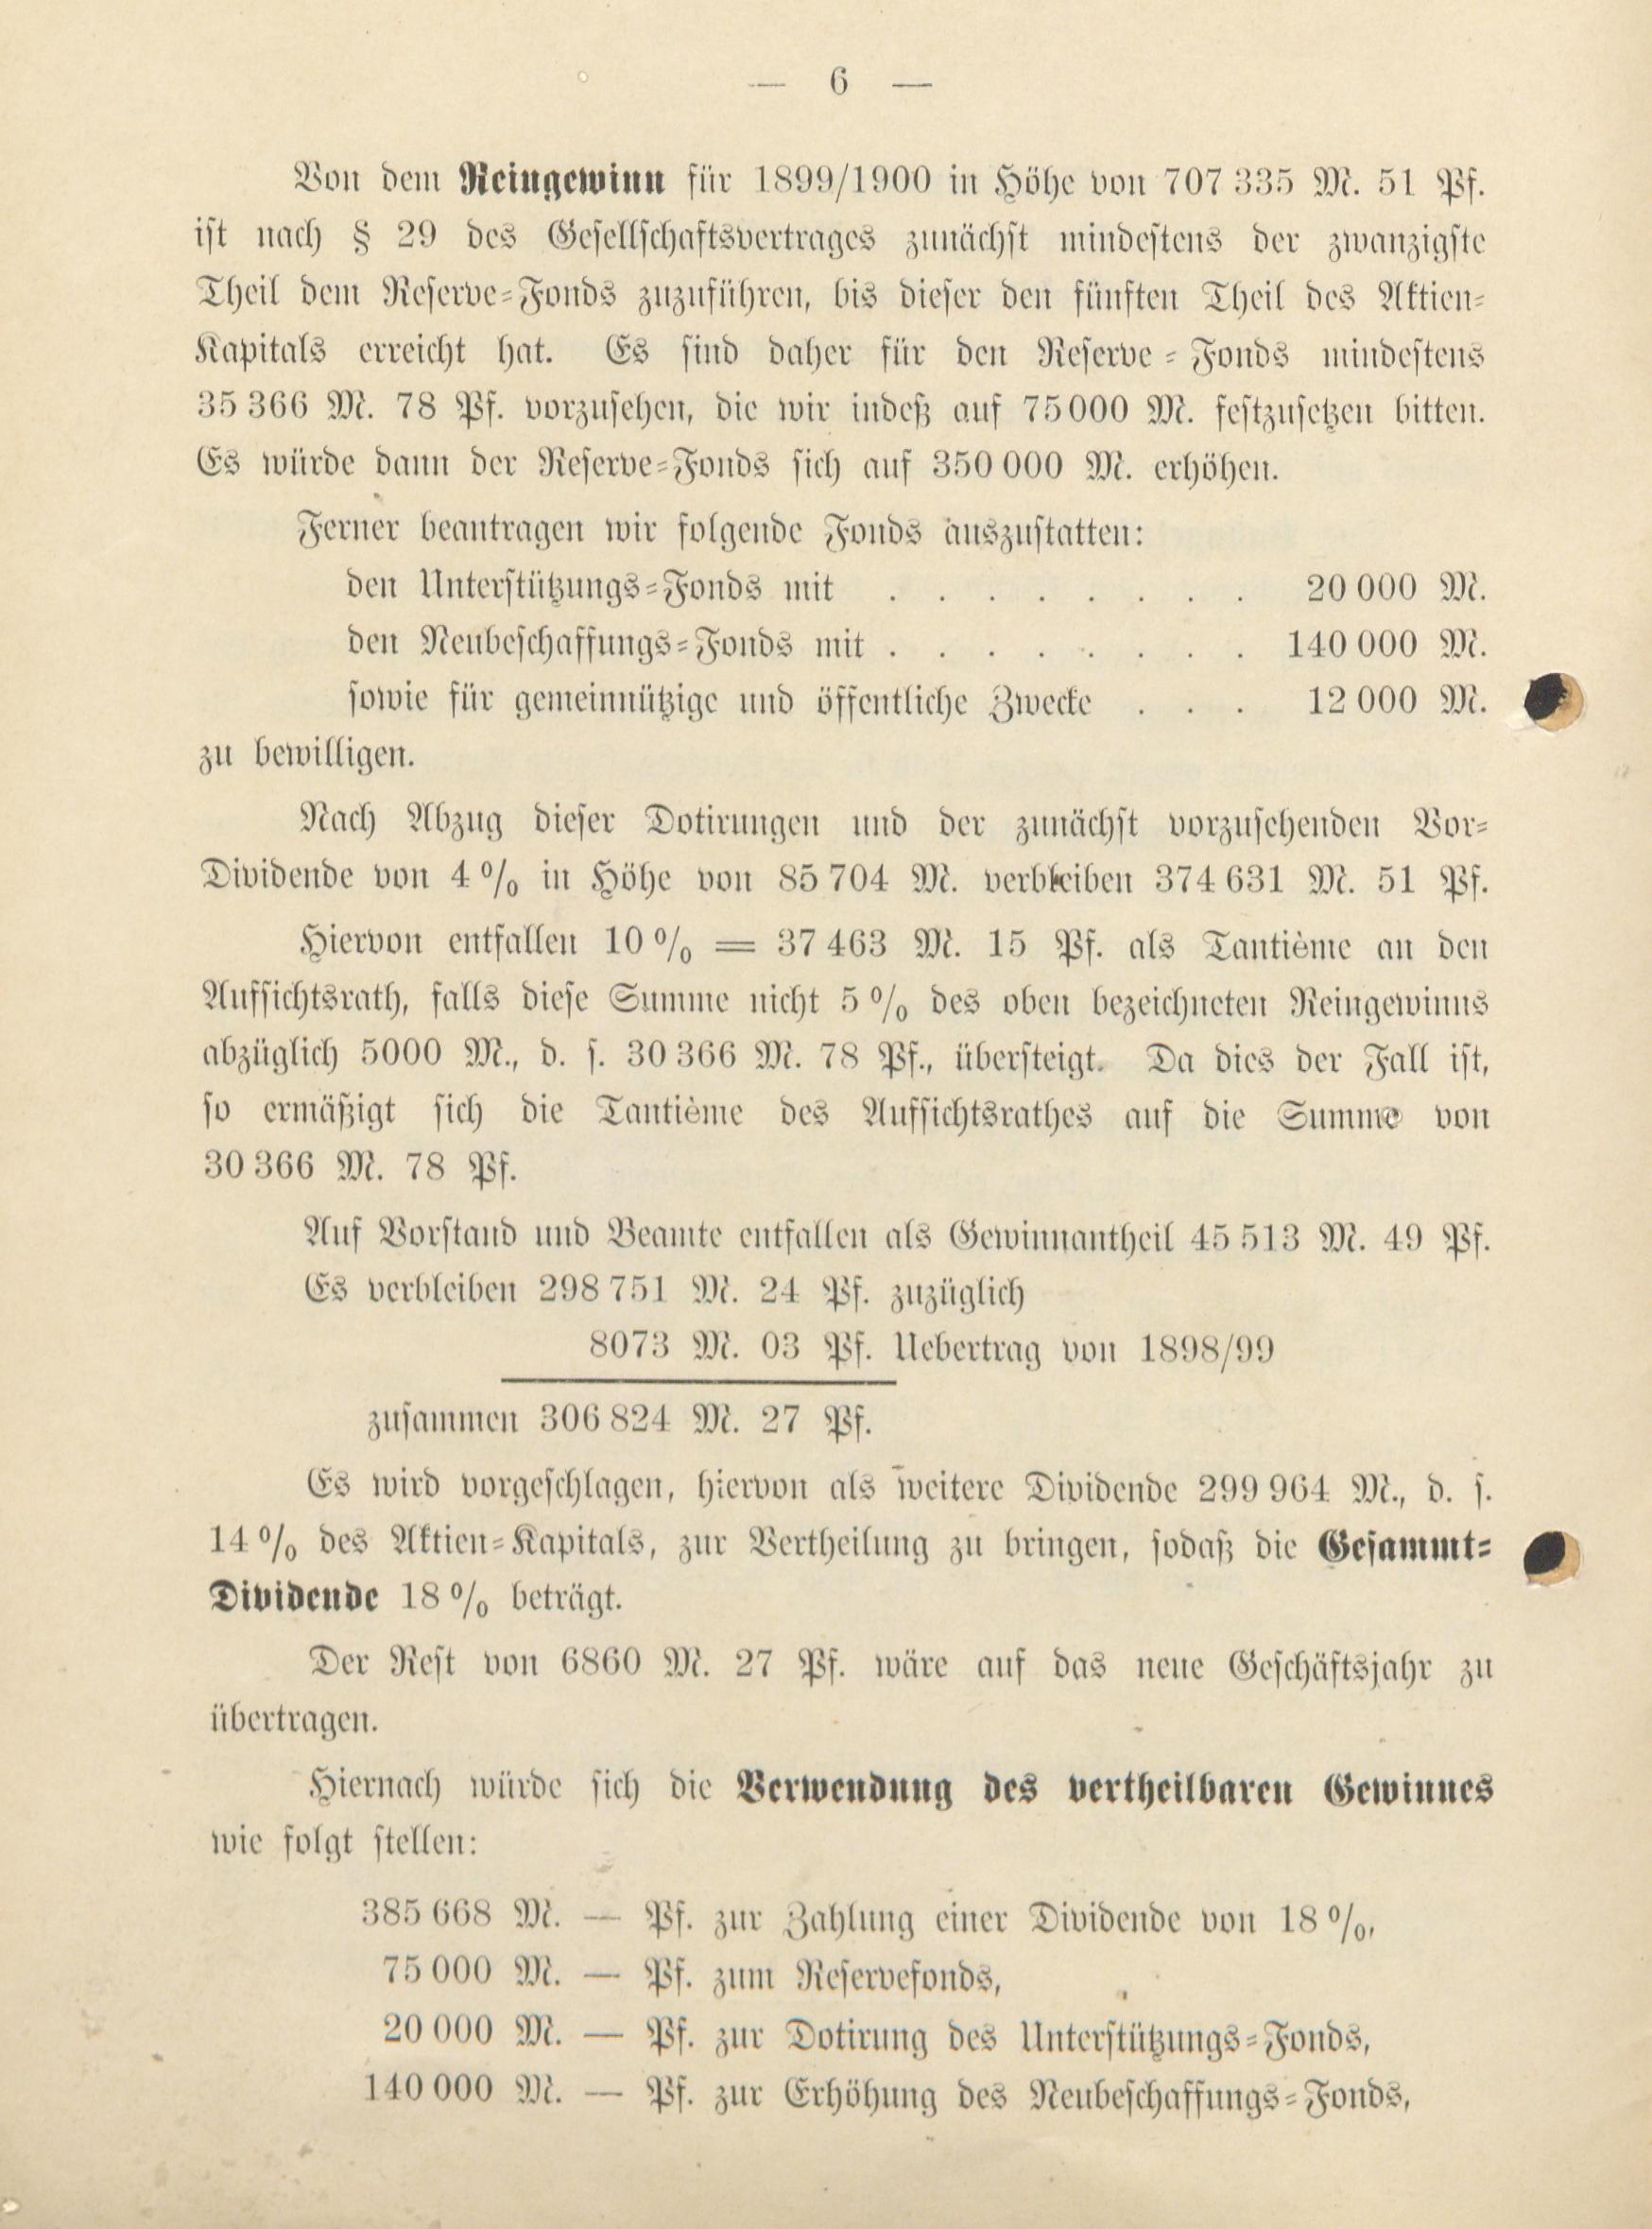 — 6 —
Von dem Reingewinn für 1899/1900 in Höhe von 707 335 M. 51 Pf.
ist nach § 29 des Gesellschaftsvertrages zunächst mindestens der zwanzigste
Theil dem Reserve-Fonds zuzuführen, bis dieser den fünften Theil des Aktien-
Kapitals erreicht hat. Es sind daher für den Reserve-Fonds mindestens
35 366 M. 78 Pf. vorzusehen, die wir indeß auf 75 000 M. festzusetzen bitten.
Es würde dann der Reserve-Fonds sich auf 350 000 M. erhöhen.
Ferner beantragen wir folgende Fonds auszustatten:
den Unterstützungs-Fonds mit . . . . . . . . 20 000 M.
den Neubeschaffungs-Fonds mit . . . . . . . . 140 000 M.
sowie für gemeinnützige und öffentliche Zwecke . . . 12 000 M.
zu bewilligen.
Nach Abzug dieser Dotirungen und der zunächst vorzusehenden Vor-
Dividende von 4 % in Höhe von 85 704 M. verbleiben 374 631 M. 51 Pf.
Hiervon entfallen 10 % = 37 463 M. 15 Pf. als Tantième an den
Aufsichtsrath, falls diese Summe nicht 5 % des oben bezeichneten Reingewinns
abzüglich 5000 M., d. s. 30 366 M. 78 Pf., übersteigt. Da dies der Fall ist,
so ermäßigt sich die Tantième des Aufsichtsrathes auf die Summe von
30 366 M. 78 Pf.
Auf Vorstand und Beamte entfallen als Gewinnantheil 45 513 M. 49 Pf.
Es verbleiben 298 751 M. 24 Pf. zuzüglich
8073 M. 03 Pf. Uebertrag von 1898/99
zusammen 306 824 M. 27 Pf.
Es wird vorgeschlagen, hiervon als weitere Dividende 299 964 M., d. s.
14 % des Aktien-Kapitals, zur Vertheilung zu bringen, sodaß die Gesammt-
Dividende 18 % beträgt.
Der Rest von 6860 M. 27 Pf. wäre auf das neue Geschäftsjahr zu
übertragen.
Hiernach würde sich die Verwendung des vertheilbaren Gewinnes
wie folgt stellen:
385 668 M. — Pf. zur Zahlung einer Dividende von 18 %,
75 000 M. — Pf. zum Reservefonds,
20 000 M. — Pf. zur Dotirung des Unterstützungs-Fonds,
140 000 M. — Pf. zur Erhöhung des Neubeschaffungs-Fonds,